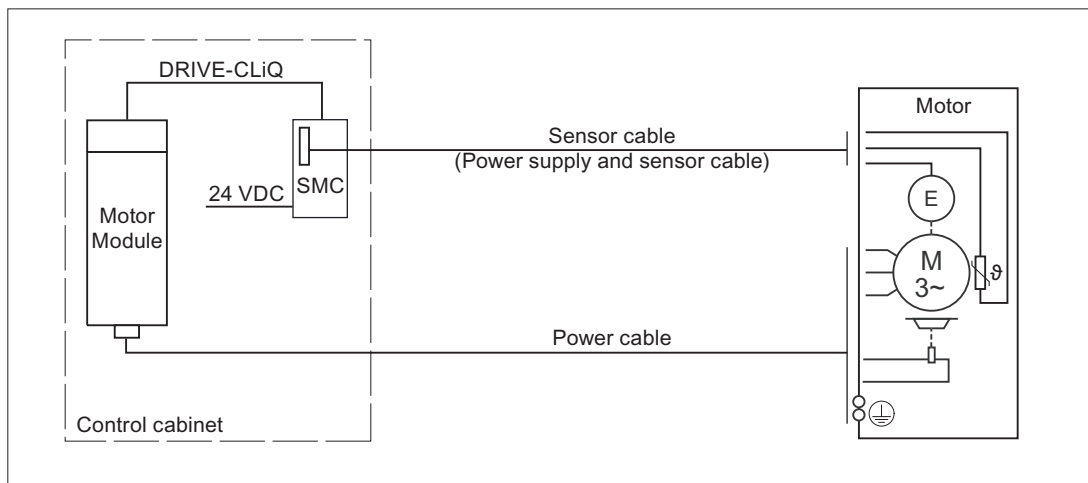 DRIVE-CLiQ
Motor
Sensor cable
(Power supply and sensor cable)
SMC
24 VDC
Motor
Module
E
M
3~
ϑ
Power cable
Control cabinet